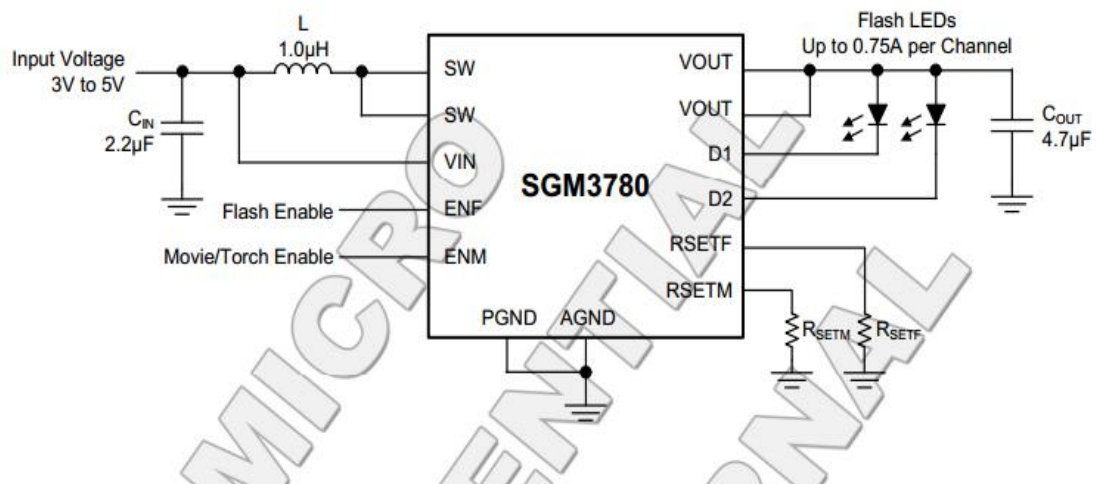 L
1.0µH
Input Voltage
3V to 5V
CIN
2.2µF
Flash Enable
Movie/Torch Enable
SW
SW
VIN
ENF
ENM
SGM3780
PGND AGND
VOUT
VOUT
D1
D2
RSETF
RSETM
Flash LEDs
Up to 0.75A per Channel
COUT
4.7µF
RSETM
RSETF
MICRO
ENTIAL
RNAL